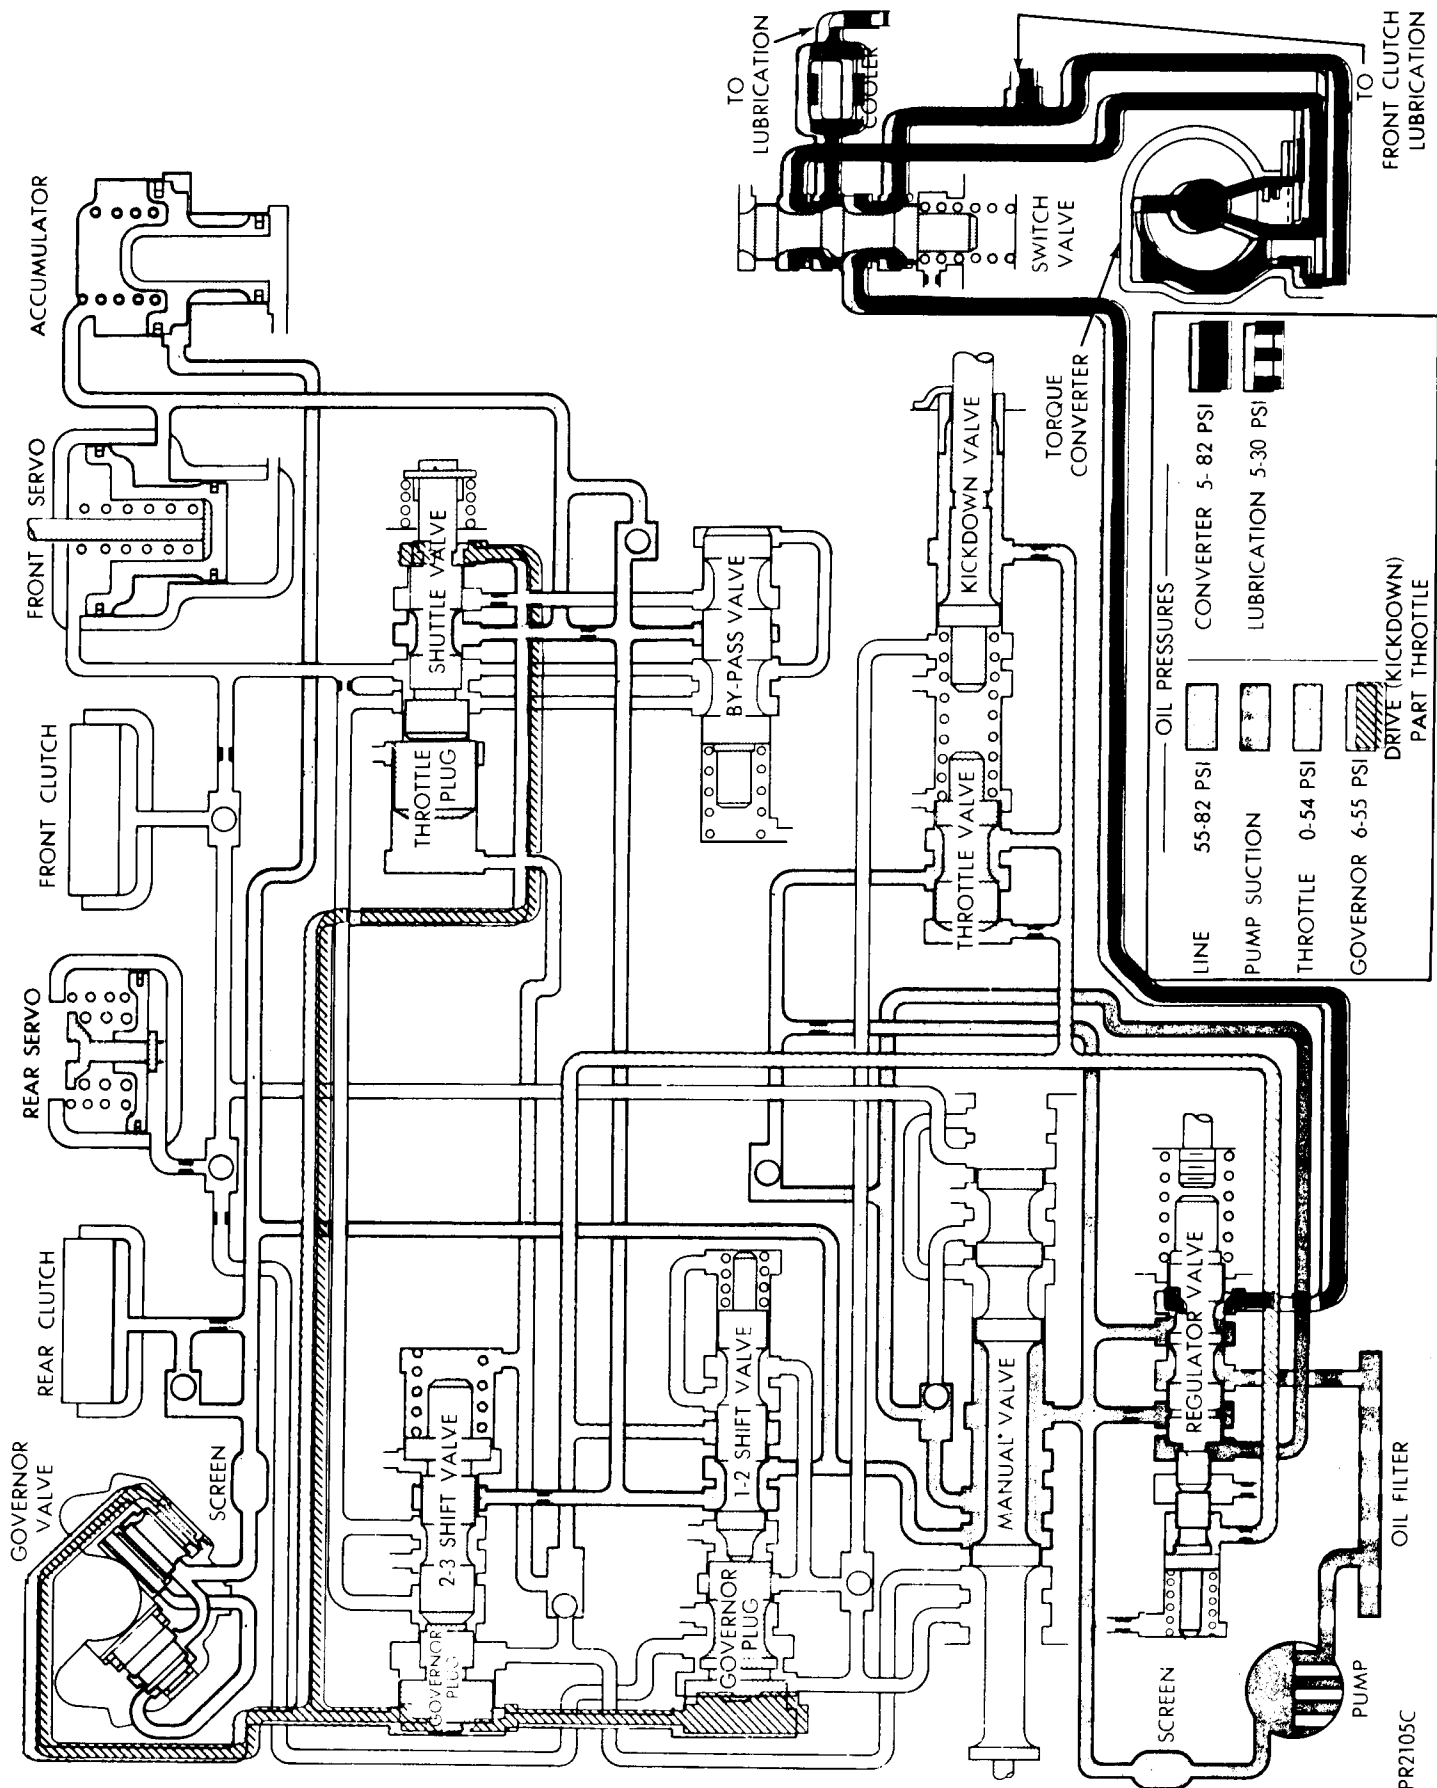 GOVERNOR
VALVE
REAR CLUTCH
REAR SERVO
FRONT CLUTCH
FRONT SERVO
ACCUMULATOR
SCREEN
2-3 SHIFT VALVE
GOVERNOR
PLUG
THROTTLE
PLUG
SHUTTLE VALVE
1-2 SHIFT VALVE
GOVERNOR
PLUG
BY-PASS VALVE
TO
LUBRICATION
COOLER
SWITCH
VALVE
MANUAL VALVE
THROTTLE VALVE
KICKDOWN VALVE
TORQUE
CONVERTER
TO
FRONT CLUTCH
LUBRICATION
REGULATOR VALVE
SCREEN
PUMP
OIL FILTER
OIL PRESSURES
LINE 55-82 PSI
PUMP SUCTION
THROTTLE 0-54 PSI
GOVERNOR 6-55 PSI
CONVERTER 5-82 PSI
LUBRICATION 5-30 PSI
DRIVE (KICKDOWN)
PART THROTTLE
PR2105C